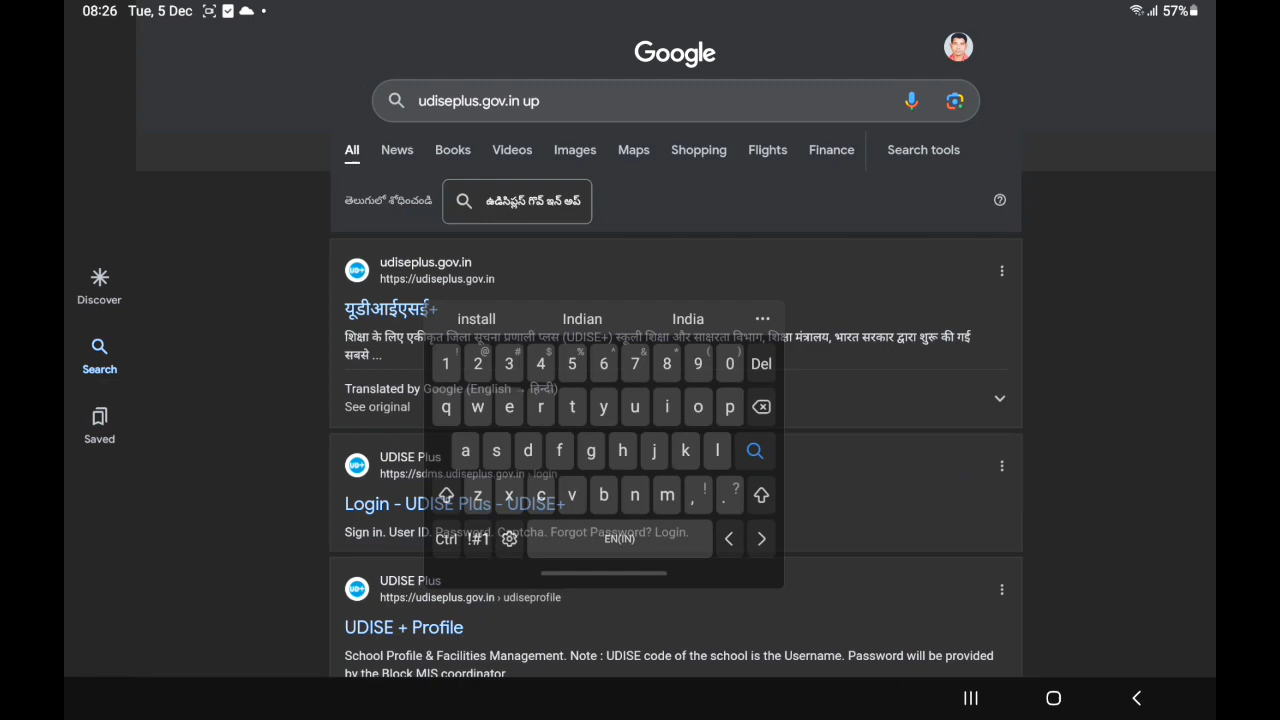 08:26 Tue, 5 Dec
57%
Google
udiseplus.gov.in up
All News Books Videos Images Maps Shopping Flights Finance Search tools
తెలుగులో శోధించండి
ఉడిసిప్లస్ గొవ్ ఇన్ అప్
Discover
Search
Saved
udiseplus.gov.in
https://udiseplus.gov.in
यूडीआईएसई+
शिक्षा के लिए एकीकृत जिला सूचना प्रणाली प्लस (UDISE+) स्कूली शिक्षा और साक्षरता विभाग, शिक्षा मंत्रालय, भारत सरकार द्वारा शुरू की गई
सबसे ...
Translated by Google (English → हिन्दी)
See original
UDISE Plus
https://sdms.udiseplus.gov.in › login
Login - UDISE Plus - UDISE+
Sign in. User ID. Password. Captcha. Forgot Password? Login.
UDISE Plus
https://udiseplus.gov.in › udiseprofile
UDISE + Profile
School Profile & Facilities Management. Note : UDISE code of the school is the Username. Password will be provided
by the Block MIS coordinator.
install Indian India
! @ # $ % ^ & * ( )
1 2 3 4 5 6 7 8 9 0 Del
q w e r t y u i o p
a s d f g h j k l
z x c v b n m , ! . ?
Ctrl !#1 EN(IN)